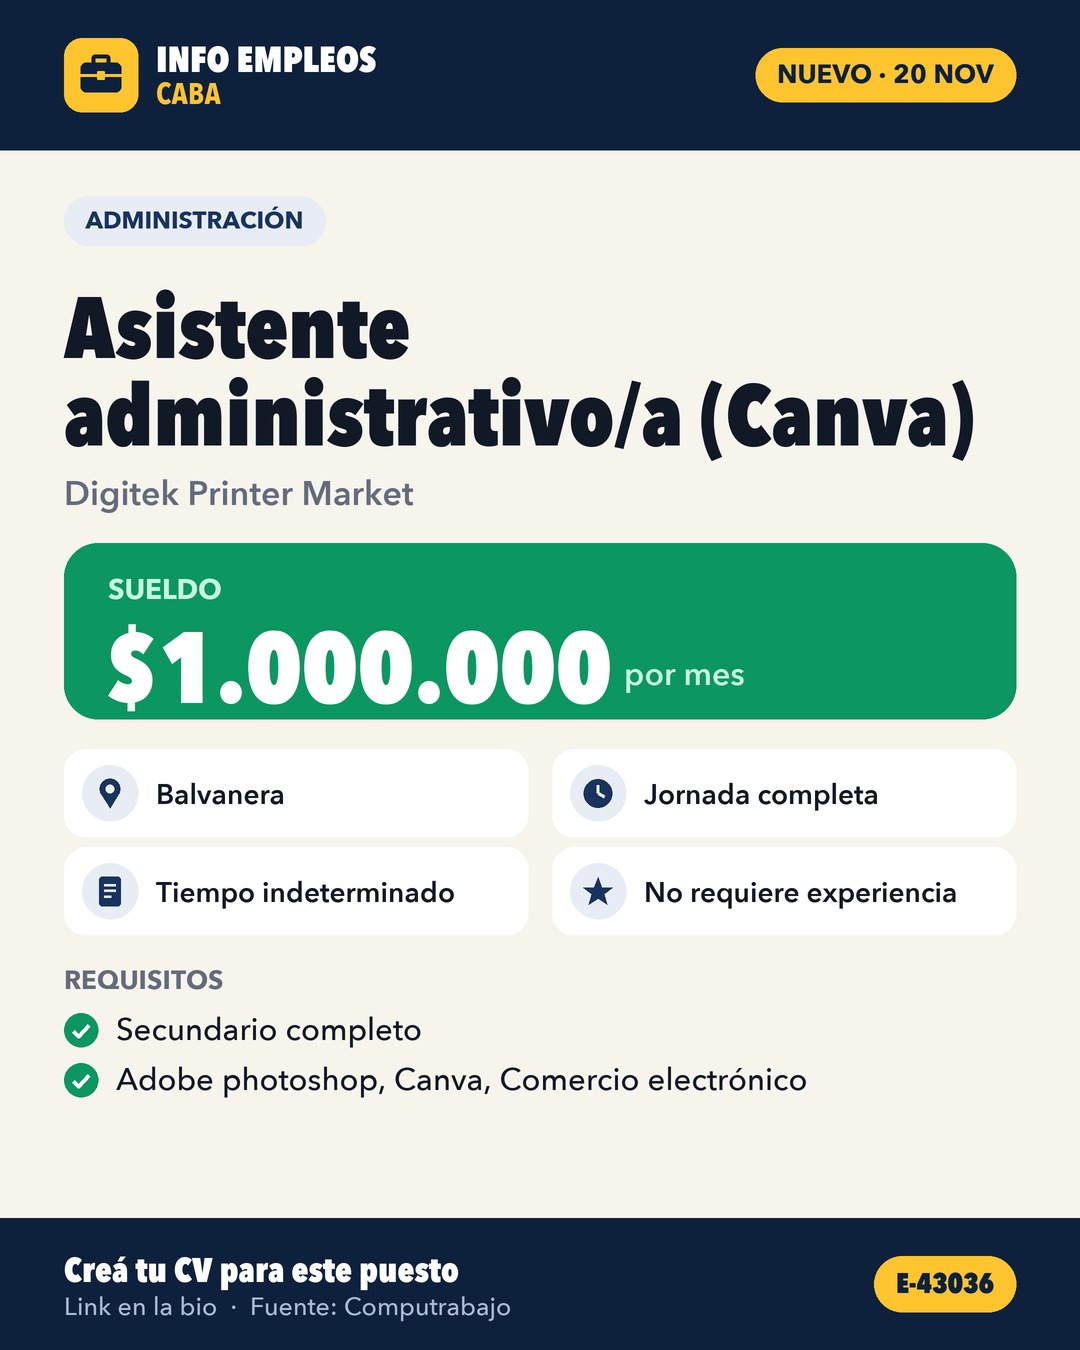 INFO EMPLEOS
CABA
NUEVO · 20 NOV
ADMINISTRACIÓN
Asistente
administrativo/a (Canva)
Digitek Printer Market
SUELDO
$1.000.000 por mes
Balvanera
Jornada completa
Tiempo indeterminado
No requiere experiencia
REQUISITOS
Secundario completo
Adobe photoshop, Canva, Comercio electrónico
Creá tu CV para este puesto
Link en la bio · Fuente: Computrabajo
E-43036